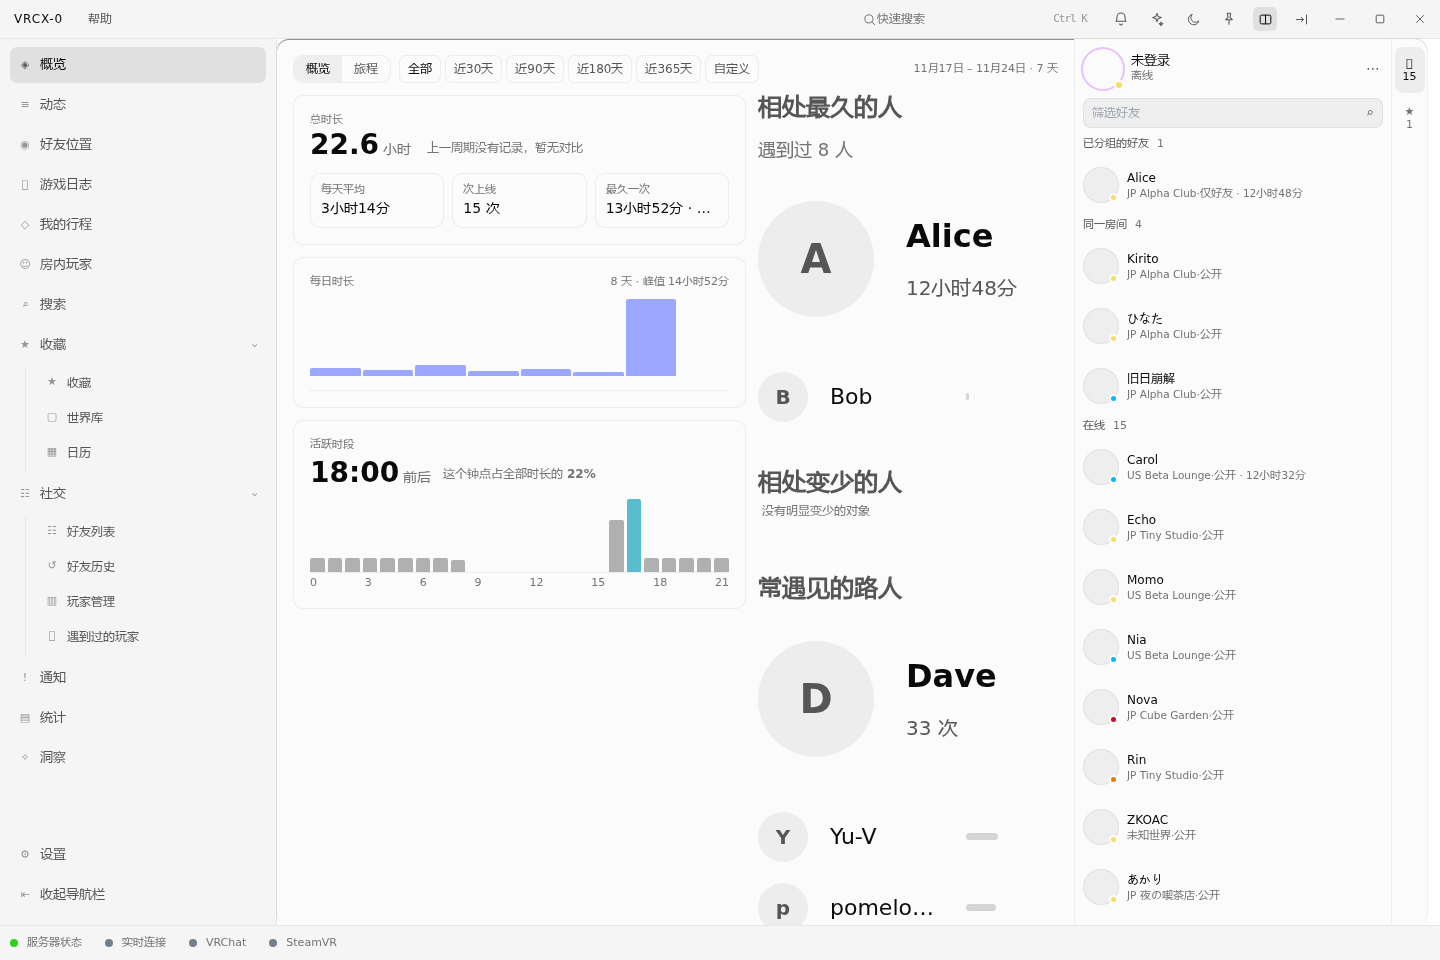 VRCX-0
帮助
快速搜索
Ctrl K
概览
动态
好友位置
游戏日志
我的行程
房内玩家
搜索
收藏
收藏
世界库
日历
社交
好友列表
好友历史
玩家管理
遇到过的玩家
通知
统计
洞察
设置
收起导航栏
概览 旅程 全部 近30天 近90天 近180天 近365天 自定义
11月17日 – 11月24日 · 7 天
总时长
22.6 小时 上一周期没有记录，暂无对比
每天平均
3小时14分
次上线
15 次
最久一次
13小时52分 · …
每日时长
8 天 · 峰值 14小时52分
活跃时段
18:00 前后 这个钟点占全部时长的 22%
0 3 6 9 12 15 18 21
相处最久的人
遇到过 8 人
A
Alice
12小时48分
B
Bob
相处变少的人
没有明显变少的对象
常遇见的路人
D
Dave
33 次
Y
Yu-V
p
pomelo…
未登录
离线
筛选好友
已分组的好友 1
Alice
JP Alpha Club·仅好友 · 12小时48分
同一房间 4
Kirito
JP Alpha Club·公开
ひなた
JP Alpha Club·公开
旧日崩解
JP Alpha Club·公开
在线 15
Carol
US Beta Lounge·公开 · 12小时32分
Echo
JP Tiny Studio·公开
Momo
US Beta Lounge·公开
Nia
US Beta Lounge·公开
Nova
JP Cube Garden·公开
Rin
JP Tiny Studio·公开
ZKOAC
未知世界·公开
あかり
JP 夜の喫茶店·公开
15
1
服务器状态
实时连接
VRChat
SteamVR